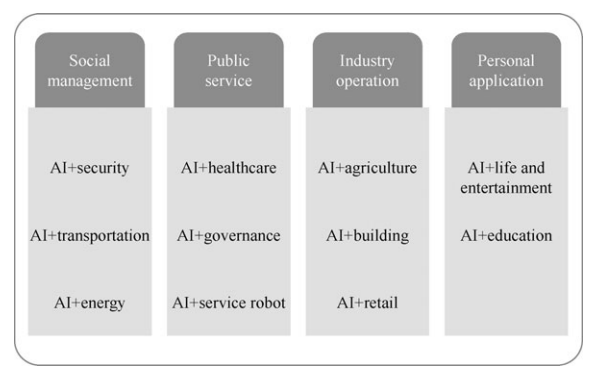 Social
management
Public
service
Industry
operation
Personal
application
AI+security
AI+transportation
AI+energy
AI+healthcare
AI+governance
AI+service robot
AI+agriculture
AI+building
AI+retail
AI+life and
entertainment
AI+education